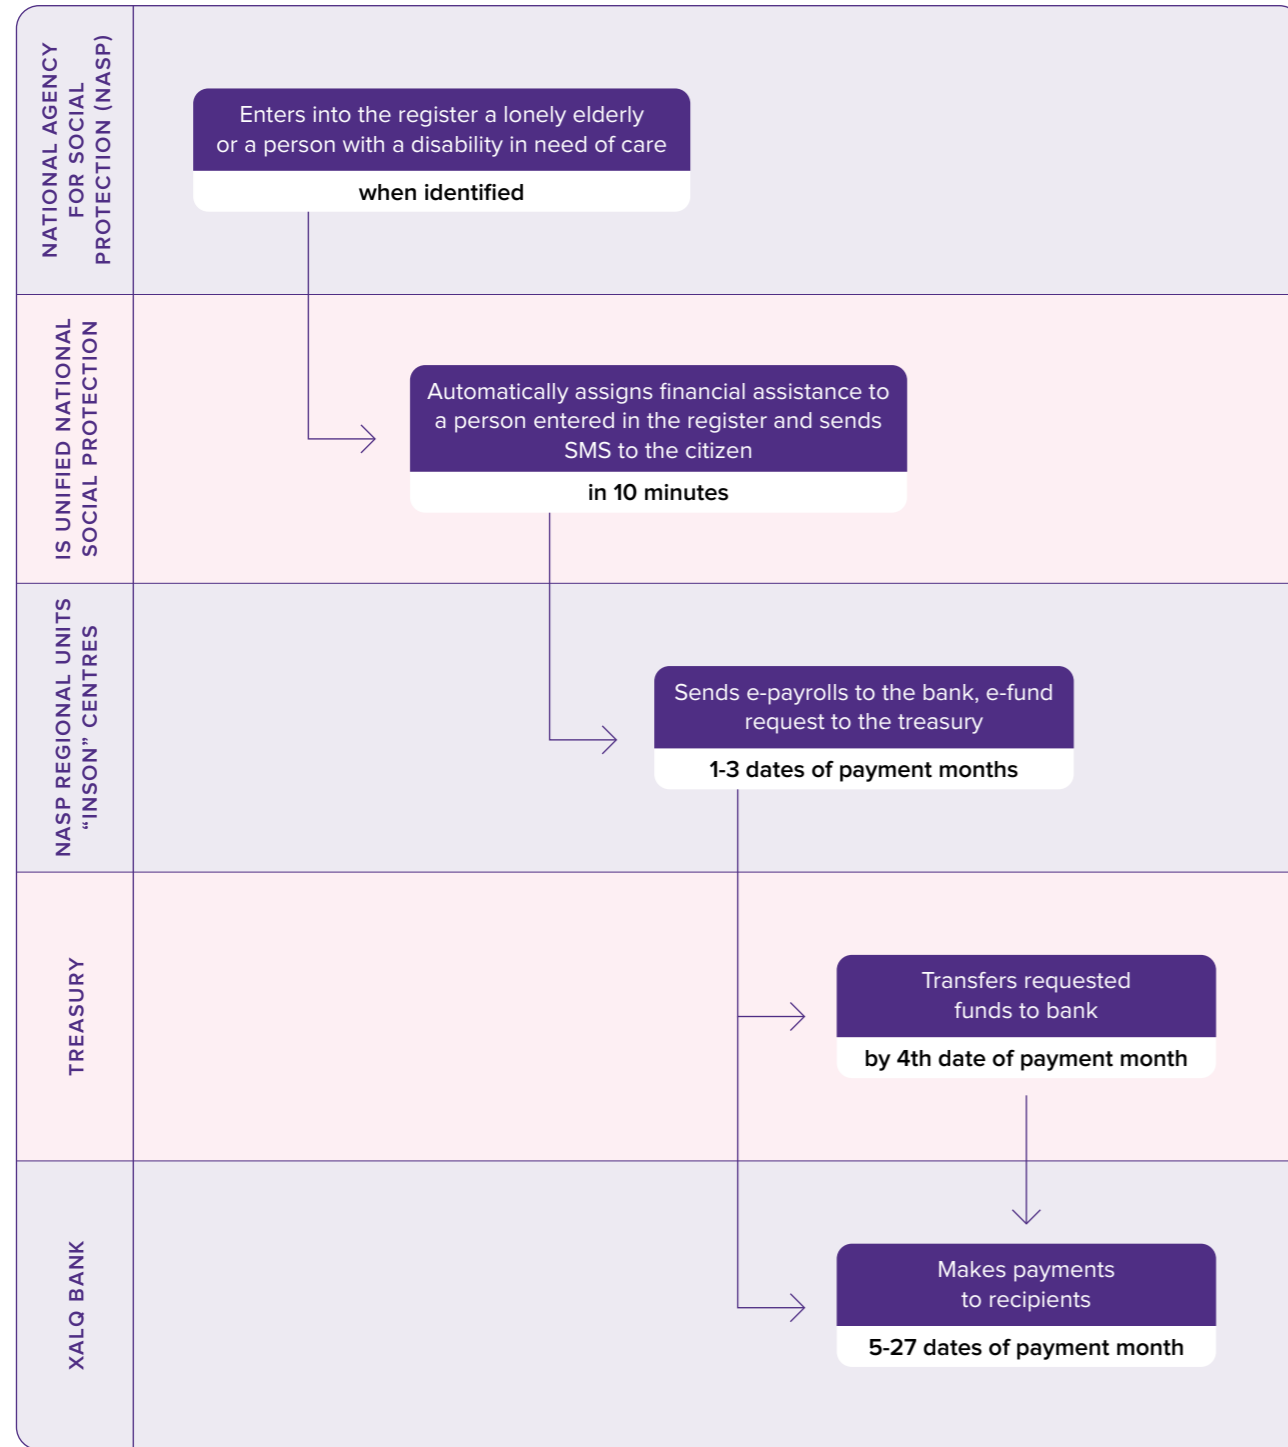 NATIONAL AGENCY
FOR SOCIAL
PROTECTION (NASP)
Enters into the register a lonely elderly
or a person with a disability in need of care
when identified
IS UNIFIED NATIONAL
SOCIAL PROTECTION
Automatically assigns financial assistance to
a person entered in the register and sends
SMS to the citizen
in 10 minutes
NASP REGIONAL UNITS
“INSON” CENTRES
Sends e-payrolls to the bank, e-fund
request to the treasury
1-3 dates of payment months
TREASURY
Transfers requested
funds to bank
by 4th date of payment month
XALQ BANK
Makes payments
to recipients
5-27 dates of payment month